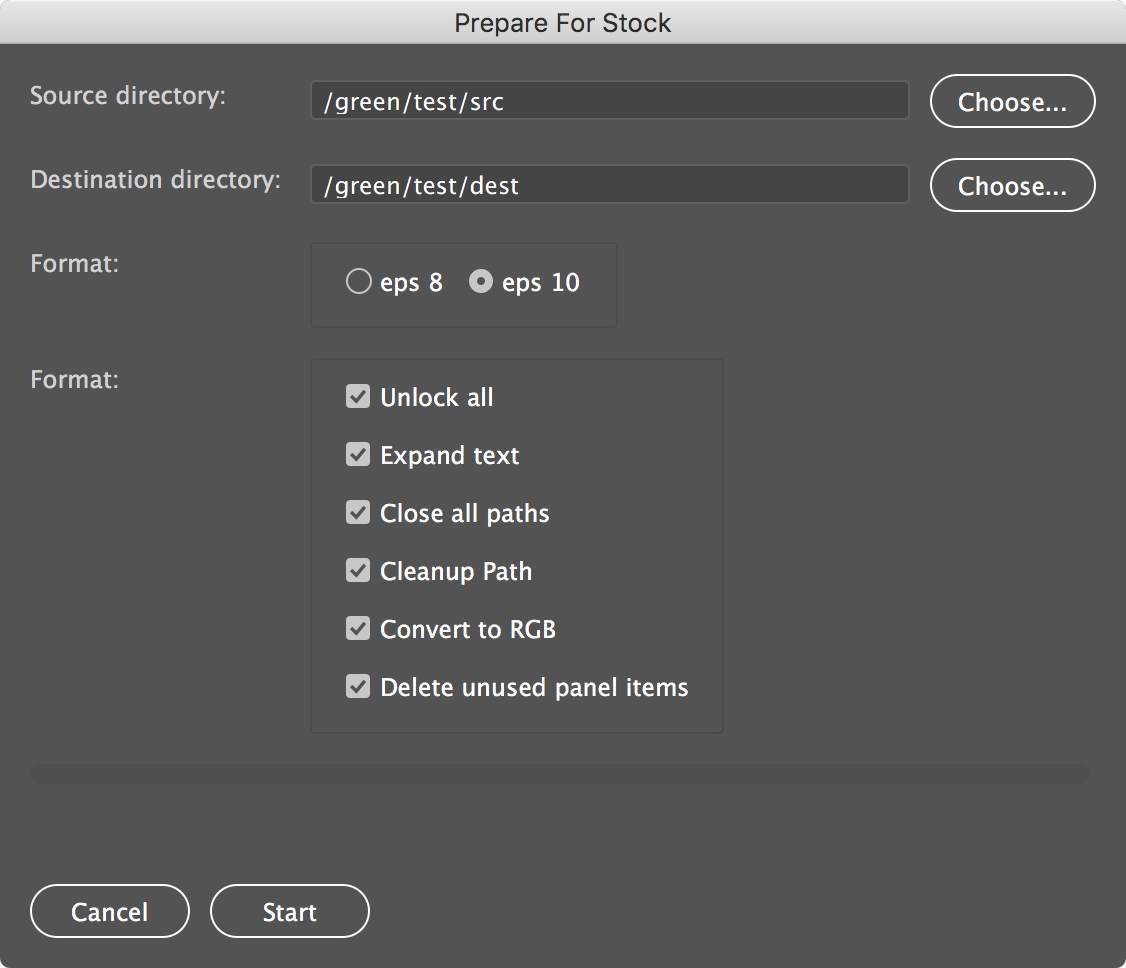 Prepare For Stock
Source directory: /green/test/src Choose...
Destination directory: /green/test/dest Choose...
Format: eps 8 eps 10
Format:
Unlock all
Expand text
Close all paths
Cleanup Path
Convert to RGB
Delete unused panel items
Cancel Start